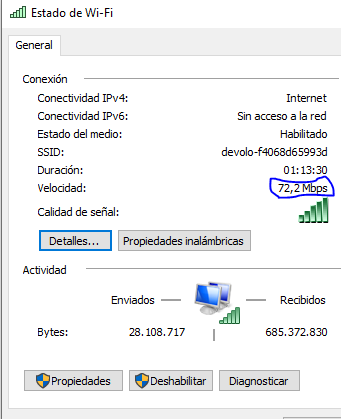 Estado de Wi-Fi
General
Conexión
Conectividad IPv4: Internet
Conectividad IPv6: Sin acceso a la red
Estado del medio: Habilitado
SSID: devolo-f4068d65993d
Duración: 01:13:30
Velocidad: 72,2 Mbps
Calidad de señal:
Detalles... Propiedades inalámbricas
Actividad
Enviados — Recibidos
Bytes: 28.108.717 | 685.372.830
Propiedades Deshabilitar Diagnosticar